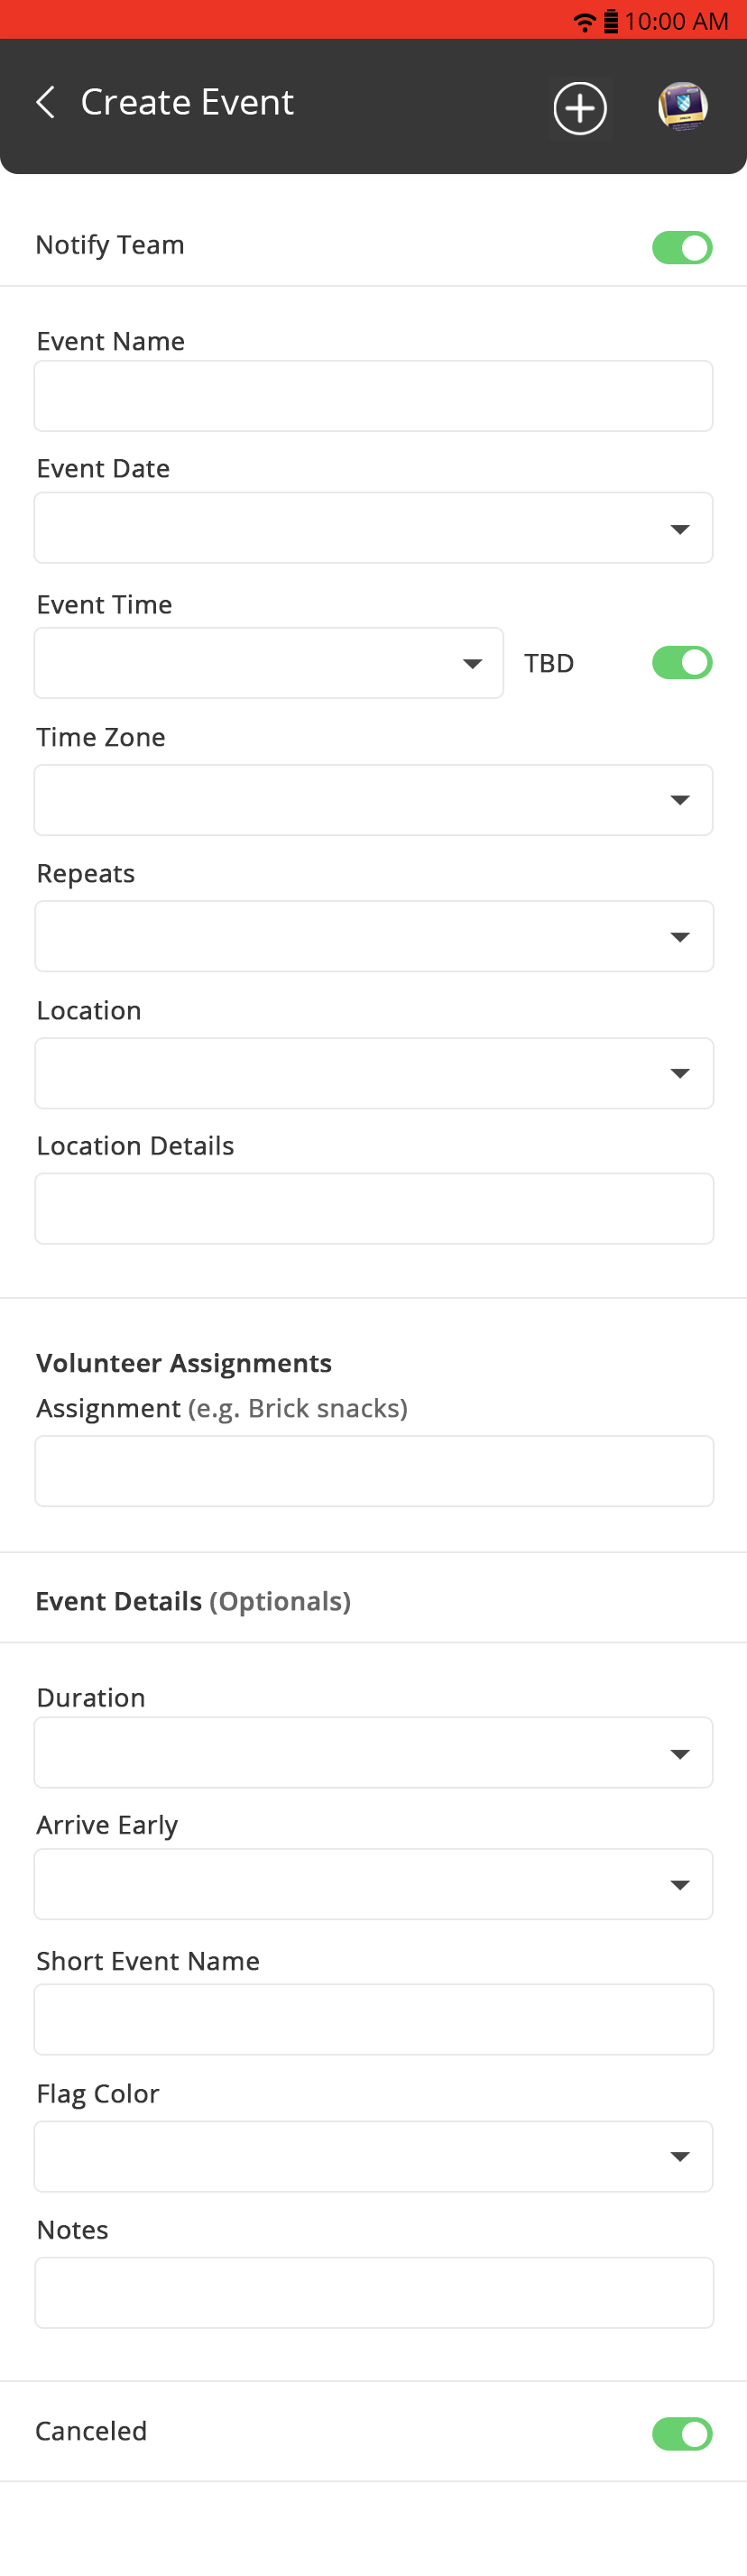 10:00 AM
Create Event
Notify Team
Event Name
Event Date
Event Time
TBD
Time Zone
Repeats
Location
Location Details
Volunteer Assignments
Assignment (e.g. Brick snacks)
Event Details (Optionals)
Duration
Arrive Early
Short Event Name
Flag Color
Notes
Canceled